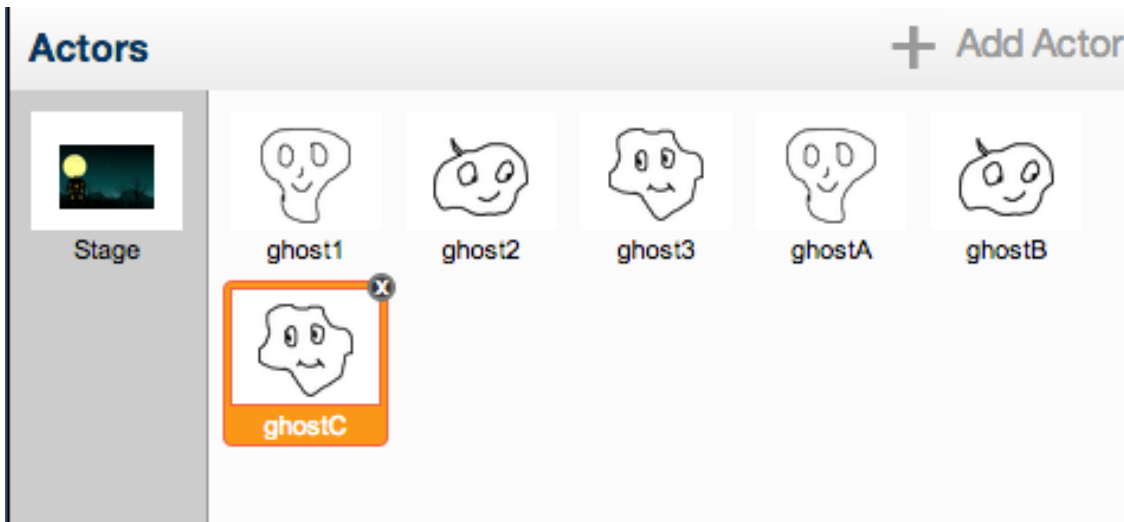 Actors
+ Add Actor
Stage
ghost1
ghost2
ghost3
ghostA
ghostB
x
ghostC